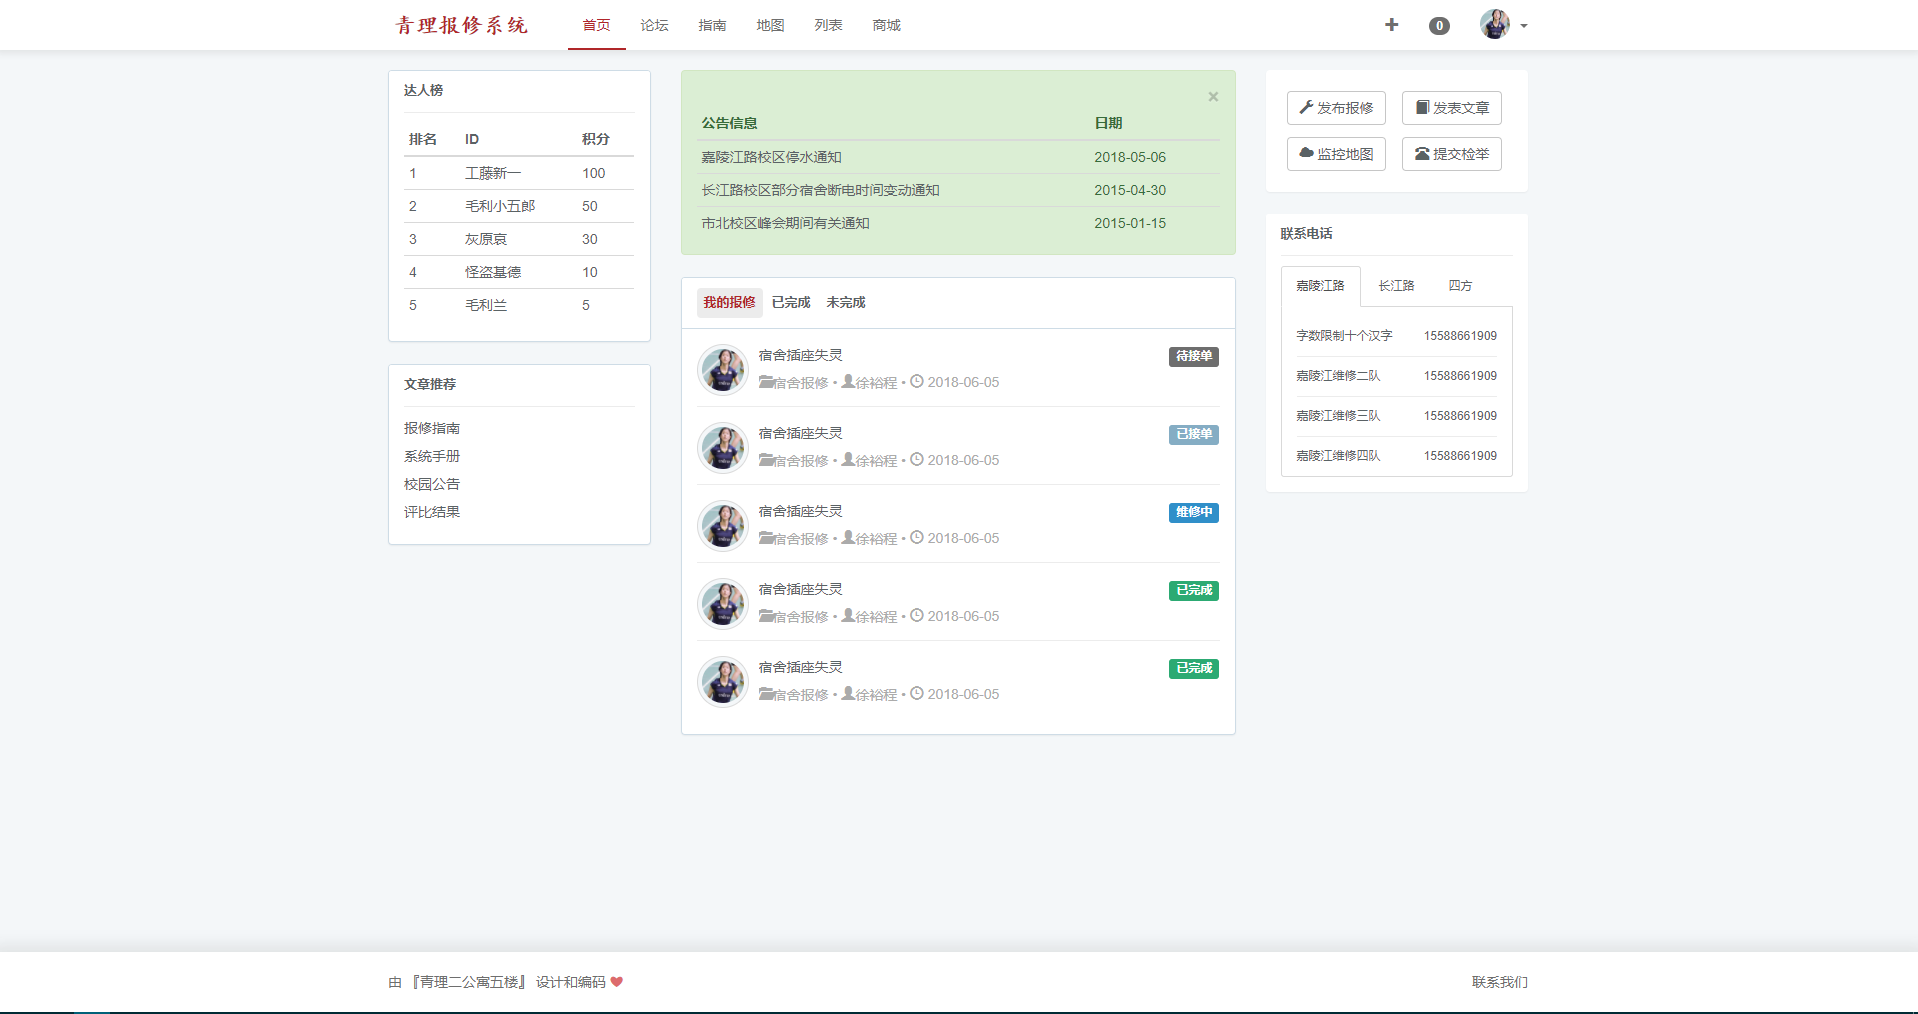 青理报修系统 首页 论坛 指南 地图 列表 商城 0
达人榜
排名 ID 积分
1 工藤新一 100
2 毛利小五郎 50
3 灰原哀 30
4 怪盗基德 10
5 毛利兰 5
文章推荐
报修指南
系统手册
校园公告
评比结果
×
公告信息 日期
嘉陵江路校区停水通知 2018-05-06
长江路校区部分宿舍断电时间变动通知 2015-04-30
市北校区峰会期间有关通知 2015-01-15
我的报修 已完成 未完成
宿舍插座失灵 待接单
宿舍报修 • 徐裕程 • 2018-06-05
宿舍插座失灵 已接单
宿舍报修 • 徐裕程 • 2018-06-05
宿舍插座失灵 维修中
宿舍报修 • 徐裕程 • 2018-06-05
宿舍插座失灵 已完成
宿舍报修 • 徐裕程 • 2018-06-05
宿舍插座失灵 已完成
宿舍报修 • 徐裕程 • 2018-06-05
发布报修 发表文章
监控地图 提交检举
联系电话
嘉陵江路 长江路 四方
字数限制十个汉字 15588661909
嘉陵江维修二队 15588661909
嘉陵江维修三队 15588661909
嘉陵江维修四队 15588661909
由 『青理二公寓五楼』 设计和编码 联系我们